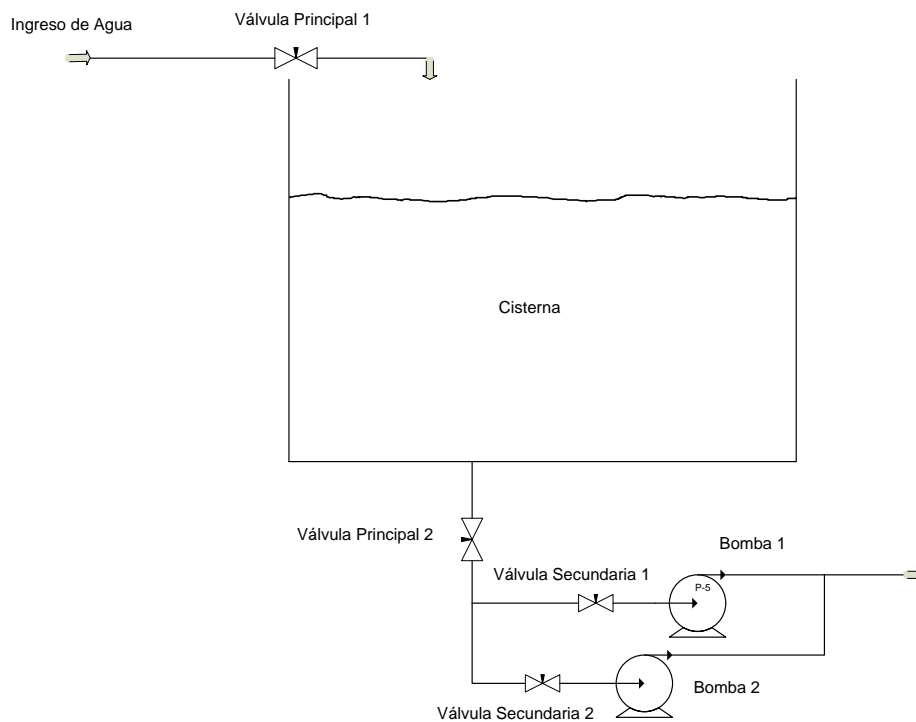 Válvula Principal 1
Ingreso de Agua
Cisterna
Válvula Principal 2
Bomba 1
Válvula Secundaria 1
P-5
Bomba 2
Válvula Secundaria 2